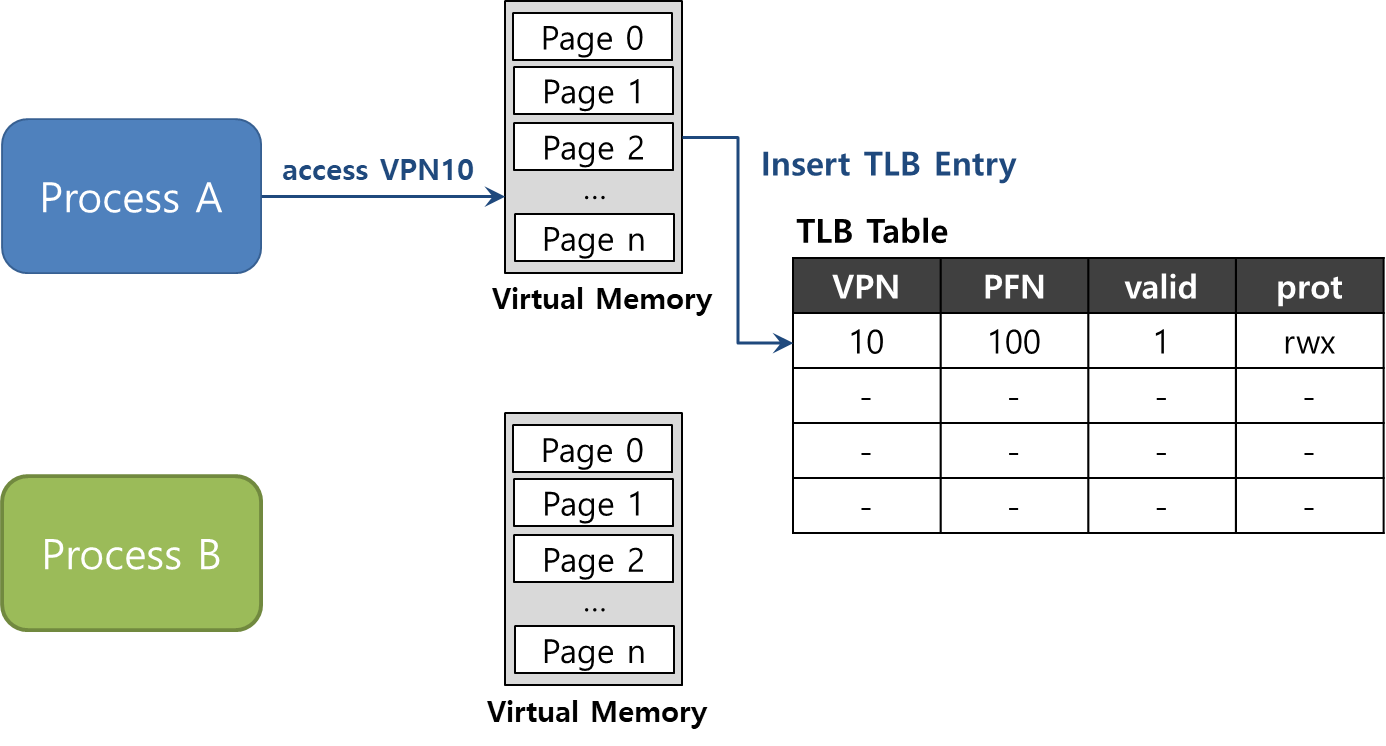 Page 0
Page 1
Page 2
...
Page n
Virtual Memory
Process A
access VPN10
Insert TLB Entry
TLB Table
VPN PFN valid prot
10 100 1 rwx
- - - -
- - - -
- - - -
Process B
Page 0
Page 1
Page 2
...
Page n
Virtual Memory